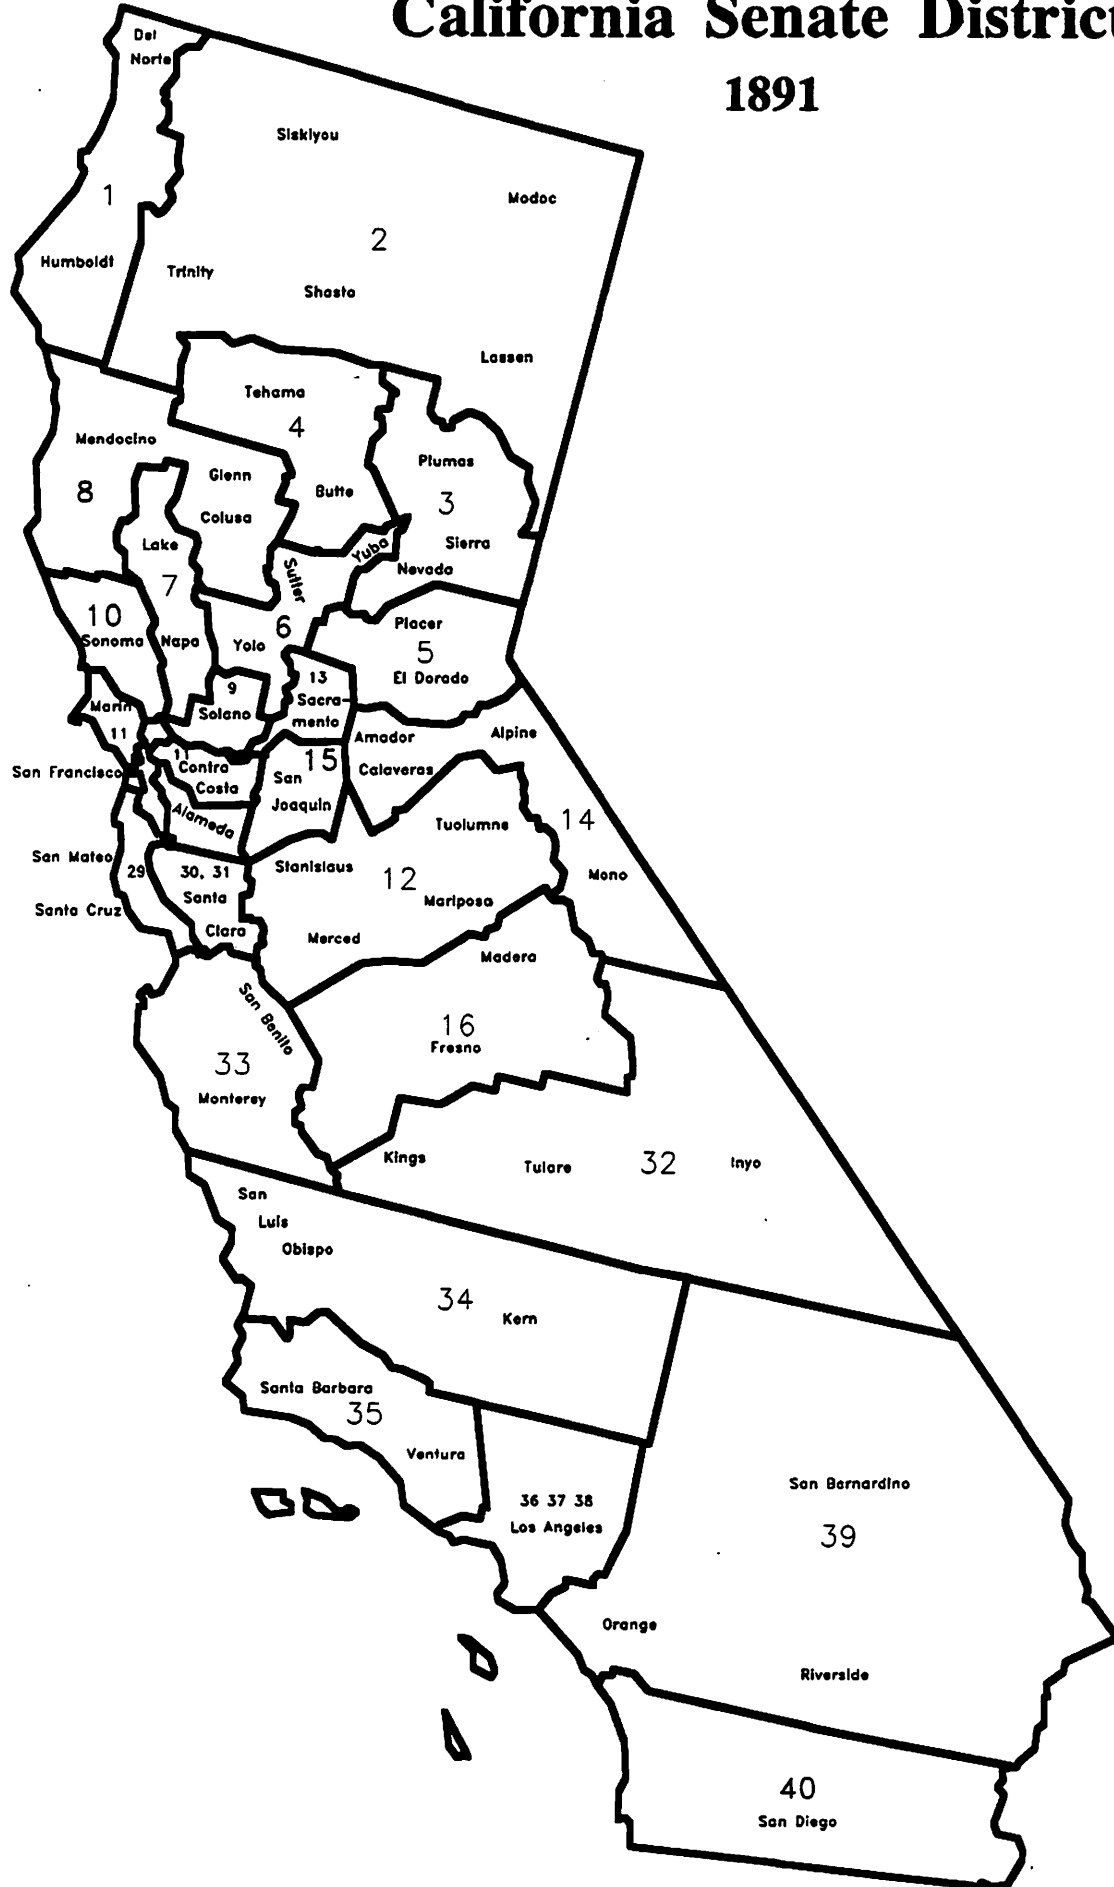 California Senate Distric
1891
Del
Norte
Siskiyou
Modoc
1
2
Humboldt
Trinity
Shasta
Lassen
Tehama
4
Mendocino
Plumas
Glenn
8
Butte
3
Colusa
Lake
Yuba
Sierra
Sutter
Nevada
7
10
Placer
6
Sonoma
Napa
Yolo
5
13
El Dorado
9
Sacra-
Marin
Solano
mento
11
Amador
Alpine
11
15
San Francisco
Contra
San
Calaveras
Costa
Joaquin
Alameda
Tuolumne
14
San Mateo
29
30, 31
Stanislaus
12
Mono
Santa
Mariposa
Santa Cruz
Clara
Merced
Madera
San Benito
16
Fresno
33
Monterey
Kings
Tulare
32
Inyo
San
Luis
Obispo
34
Kern
Santa Barbara
35
Ventura
San Bernardino
36 37 38
Los Angeles
39
Orange
Riverside
40
San Diego